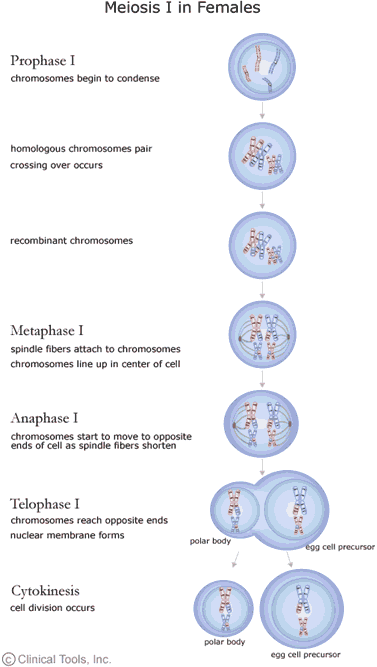 Meiosis I in Females
Prophase I
chromosomes begin to condense
homologous chromosomes pair
crossing over occurs
recombinant chromosomes
Metaphase I
spindle fibers attach to chromosomes
chromosomes line up in center of cell
Anaphase I
chromosomes start to move to opposite
ends of cell as spindle fibers shorten
Telophase I
chromosomes reach opposite ends
nuclear membrane forms
polar body
egg cell precursor
Cytokinesis
cell division occurs
polar body
egg cell precursor
© Clinical Tools, Inc.